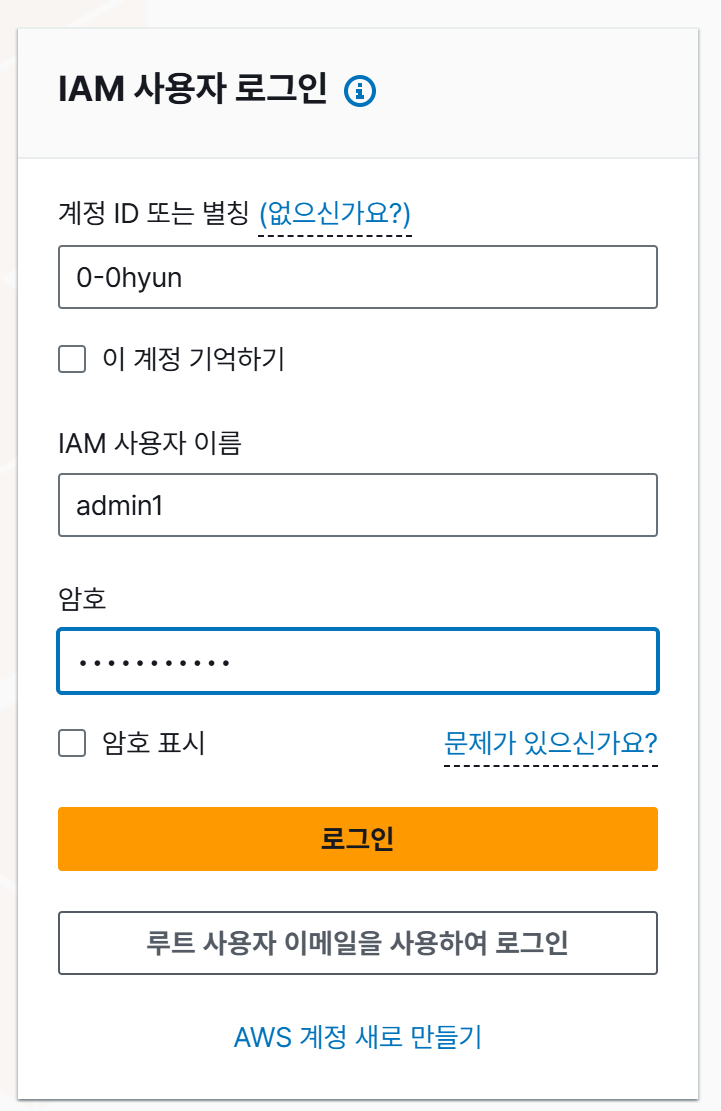 IAM 사용자 로그인
계정 ID 또는 별칭 (없으신가요?)
0-0hyun
이 계정 기억하기
IAM 사용자 이름
admin1
암호
•••••••••••
암호 표시 문제가 있으신가요?
로그인
루트 사용자 이메일을 사용하여 로그인
AWS 계정 새로 만들기